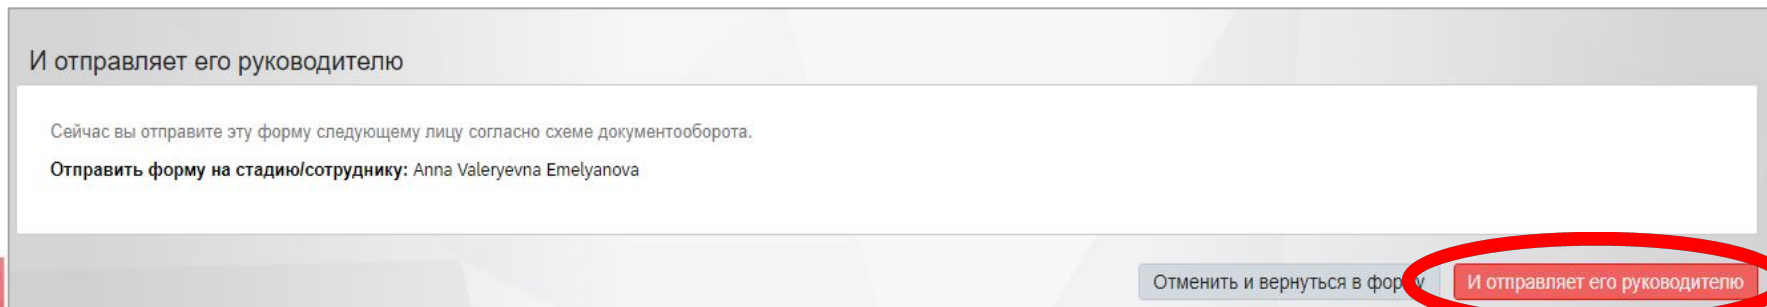 И отправляет его руководителю
Сейчас вы отправите эту форму следующему лицу согласно схеме документооборота.
Отправить форму на стадию/сотруднику: Anna Valeryevna Emelyanova
Отменить и вернуться в форму И отправляет его руководителю